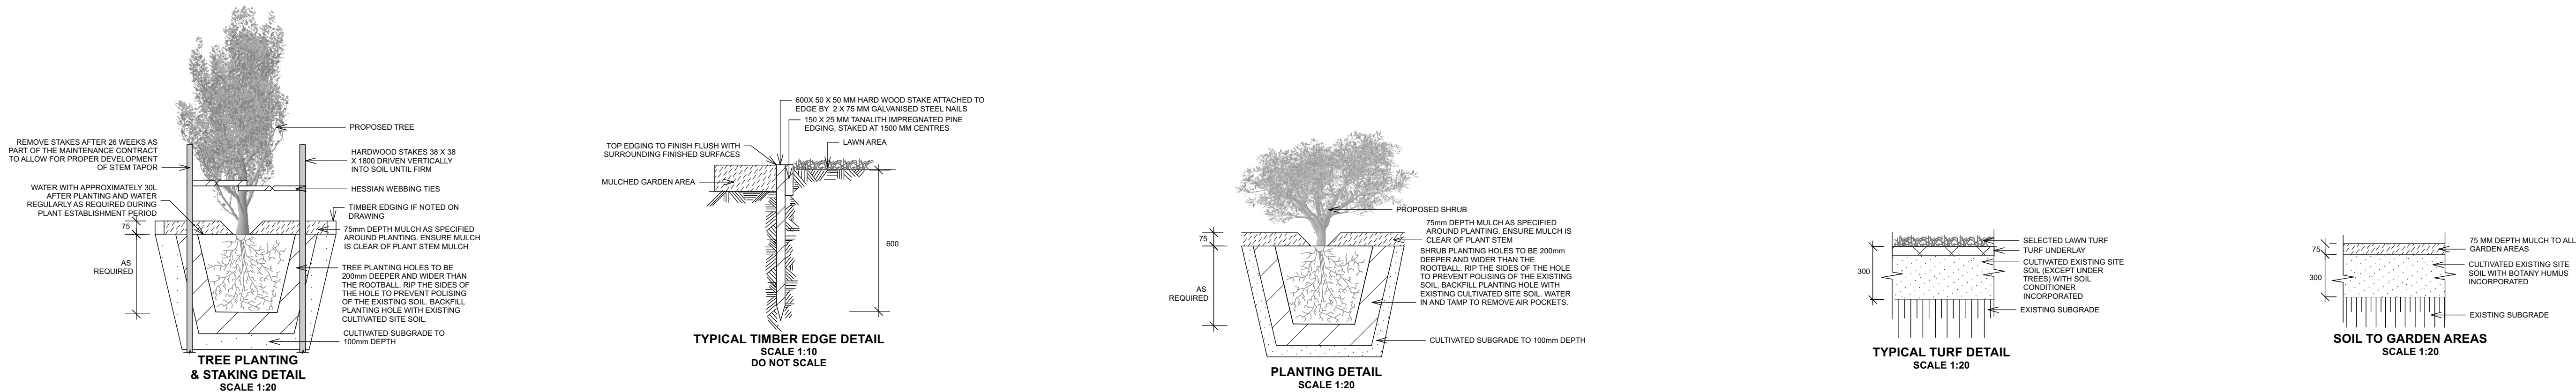 REMOVE STAKES AFTER 26 WEEKS AS
PART OF THE MAINTENANCE CONTRACT
TO ALLOW FOR PROPER DEVELOPMENT
OF STEM TAPOR
WATER WITH APPROXIMATELY 30L
AFTER PLANTING AND WATER
REGULARLY AS REQUIRED DURING
PLANT ESTABLISHMENT PERIOD
75
AS
REQUIRED
PROPOSED TREE
HARDWOOD STAKES 38 X 38
X 1800 DRIVEN VERTICALLY
INTO SOIL UNTIL FIRM
HESSIAN WEBBING TIES
TIMBER EDGING IF NOTED ON
DRAWING
75mm DEPTH MULCH AS SPECIFIED
AROUND PLANTING. ENSURE MULCH
IS CLEAR OF PLANT STEM MULCH
TREE PLANTING HOLES TO BE
200mm DEEPER AND WIDER THAN
THE ROOTBALL. RIP THE SIDES OF
THE HOLE TO PREVENT POLISING
OF THE EXISTING SOIL. BACKFILL
PLANTING HOLE WITH EXISTING
CULTIVATED SITE SOIL.
CULTIVATED SUBGRADE TO
100mm DEPTH
TREE PLANTING
& STAKING DETAIL
SCALE 1:20
600X 50 X 50 MM HARD WOOD STAKE ATTACHED TO
EDGE BY 2 X 75 MM GALVANISED STEEL NAILS
150 X 25 MM TANALITH IMPREGNATED PINE
EDGING, STAKED AT 1500 MM CENTRES
LAWN AREA
TOP EDGING TO FINISH FLUSH WITH
SURROUNDING FINISHED SURFACES
MULCHED GARDEN AREA
600
TYPICAL TIMBER EDGE DETAIL
SCALE 1:10
DO NOT SCALE
PROPOSED SHRUB
75mm DEPTH MULCH AS SPECIFIED
AROUND PLANTING. ENSURE MULCH IS
CLEAR OF PLANT STEM
SHRUB PLANTING HOLES TO BE 200mm
DEEPER AND WIDER THAN THE
ROOTBALL. RIP THE SIDES OF THE HOLE
TO PREVENT POLISING OF THE EXISTING
SOIL. BACKFILL PLANTING HOLE WITH
EXISTING CULTIVATED SITE SOIL. WATER
IN AND TAMP TO REMOVE AIR POCKETS.
75
AS
REQUIRED
CULTIVATED SUBGRADE TO 100mm DEPTH
PLANTING DETAIL
SCALE 1:20
SELECTED LAWN TURF
TURF UNDERLAY
CULTIVATED EXISTING SITE
SOIL (EXCEPT UNDER
TREES) WITH SOIL
CONDITIONER
INCORPORATED
300
EXISTING SUBGRADE
TYPICAL TURF DETAIL
SCALE 1:20
75 MM DEPTH MULCH TO ALL
GARDEN AREAS
75
CULTIVATED EXISTING SITE
SOIL WITH BOTANY HUMUS
INCORPORATED
300
EXISTING SUBGRADE
SOIL TO GARDEN AREAS
SCALE 1:20